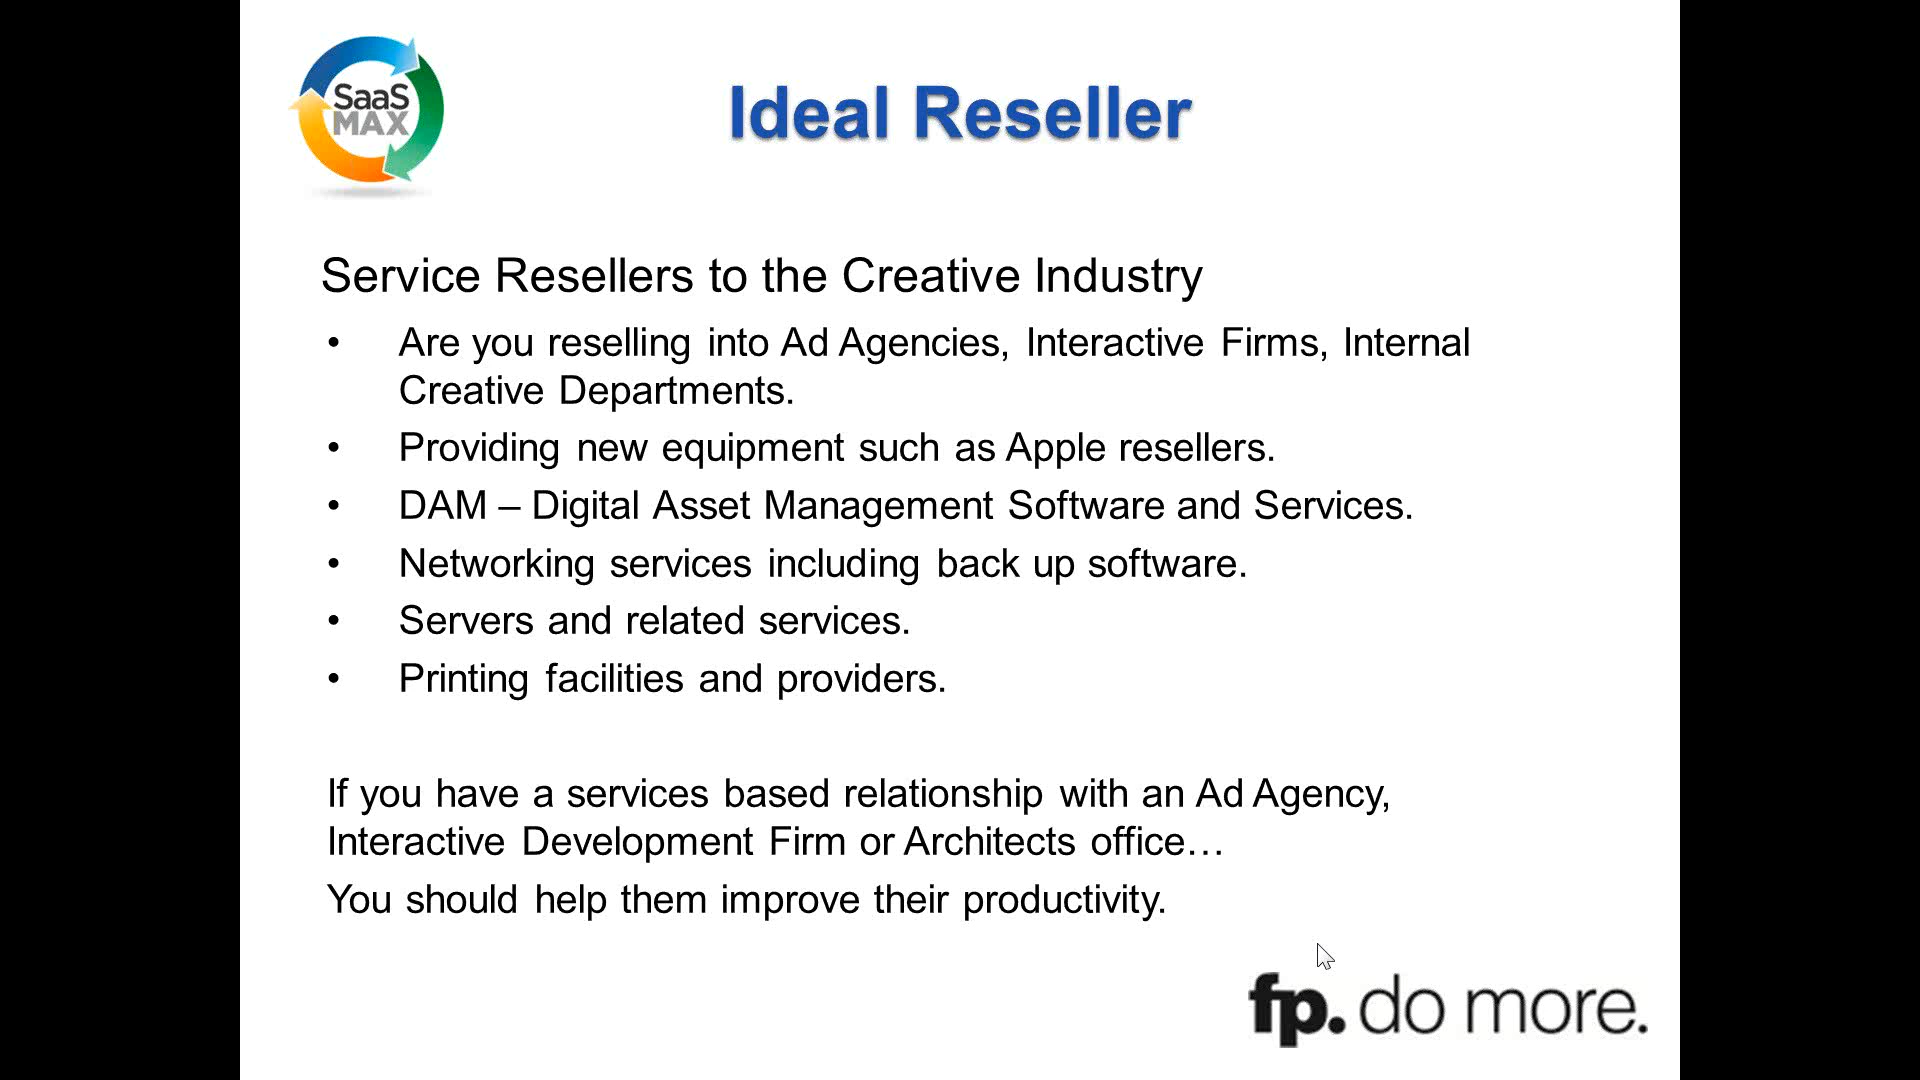 SaaS
MAX
Ideal Reseller
Service Resellers to the Creative Industry
• Are you reselling into Ad Agencies, Interactive Firms, Internal
Creative Departments.
• Providing new equipment such as Apple resellers.
• DAM – Digital Asset Management Software and Services.
• Networking services including back up software.
• Servers and related services.
• Printing facilities and providers.
If you have a services based relationship with an Ad Agency,
Interactive Development Firm or Architects office…
You should help them improve their productivity.
fp. do more.